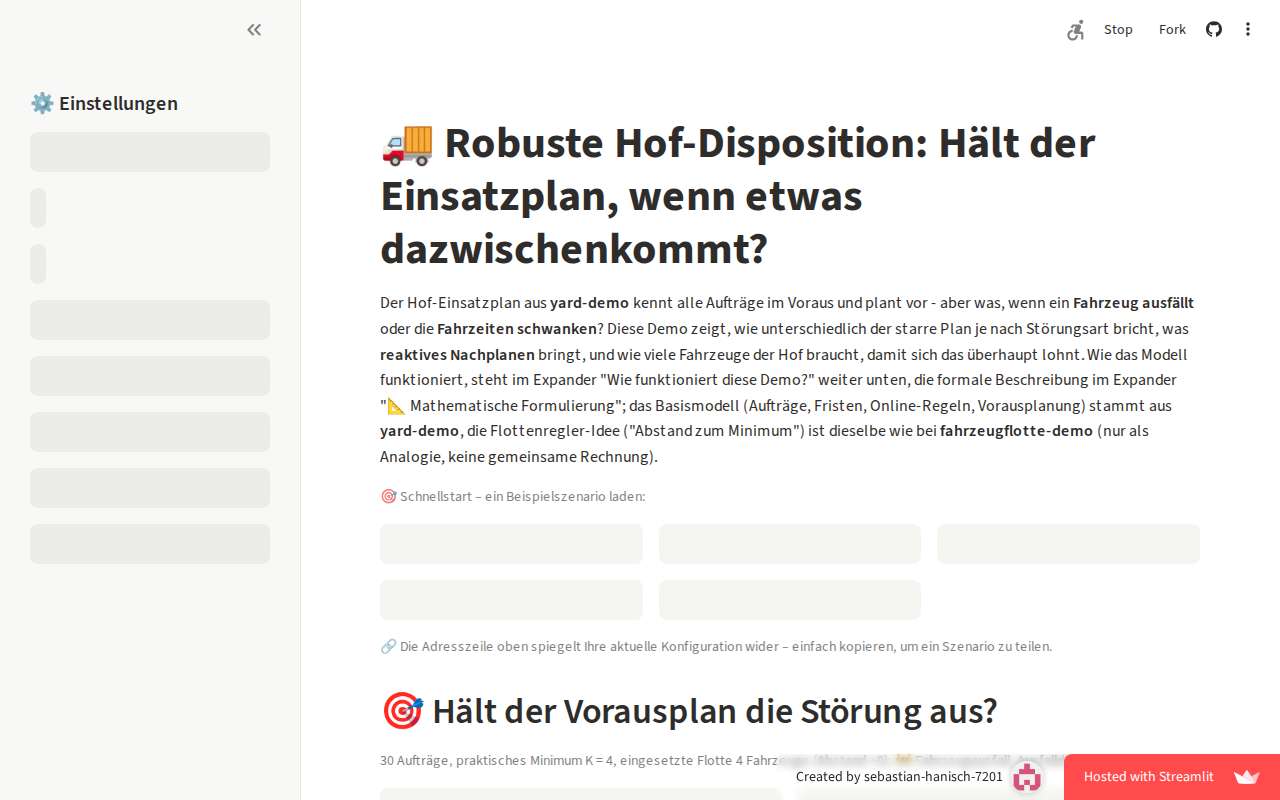 Stop
Fork
⚙️ Einstellungen
🚚 Robuste Hof-Disposition: Hält der
Einsatzplan, wenn etwas
dazwischenkommt?
Der Hof-Einsatzplan aus yard-demo kennt alle Aufträge im Voraus und plant vor - aber was, wenn ein Fahrzeug ausfällt
oder die Fahrzeiten schwanken? Diese Demo zeigt, wie unterschiedlich der starre Plan je nach Störungsart bricht, was
reaktives Nachplanen bringt, und wie viele Fahrzeuge der Hof braucht, damit sich das überhaupt lohnt. Wie das Modell
funktioniert, steht im Expander "Wie funktioniert diese Demo?" weiter unten, die formale Beschreibung im Expander
"📐 Mathematische Formulierung"; das Basismodell (Aufträge, Fristen, Online-Regeln, Vorausplanung) stammt aus
yard-demo, die Flottenregler-Idee ("Abstand zum Minimum") ist dieselbe wie bei fahrzeugflotte-demo (nur als
Analogie, keine gemeinsame Rechnung).
🎯 Schnellstart – ein Beispielszenario laden:
🔗 Die Adresszeile oben spiegelt Ihre aktuelle Konfiguration wider – einfach kopieren, um ein Szenario zu teilen.
🎯 Hält der Vorausplan die Störung aus?
30 Aufträge, praktisches Minimum K = 4, eingesetzte Flotte 4 Fahrzeuge
Created by sebastian-hanisch-7201
Hosted with Streamlit